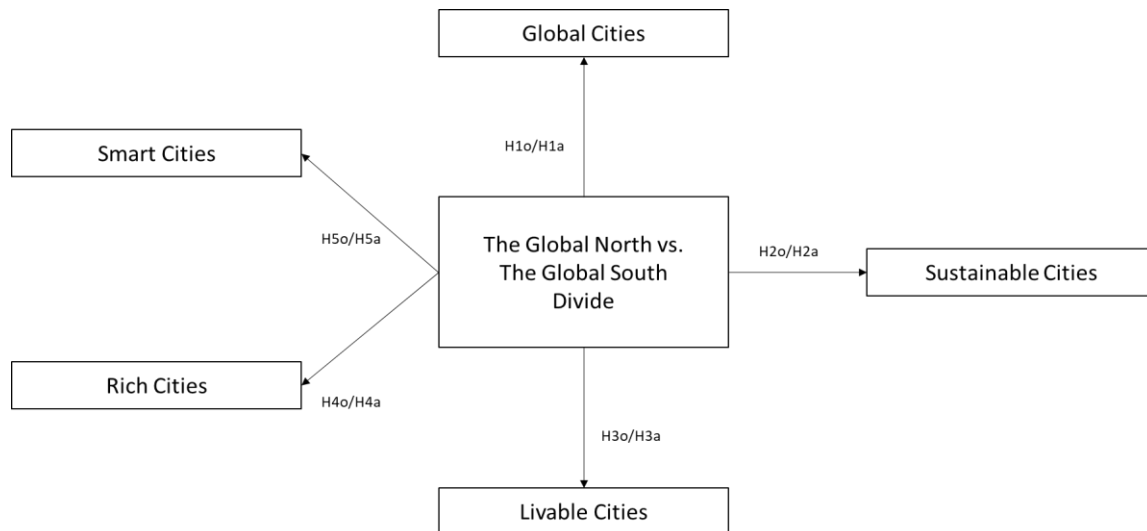 Global Cities
Smart Cities
H1o/H1a
H5o/H5a
The Global North vs.
The Global South
Divide
H2o/H2a
Sustainable Cities
Rich Cities
H4o/H4a
H3o/H3a
Livable Cities